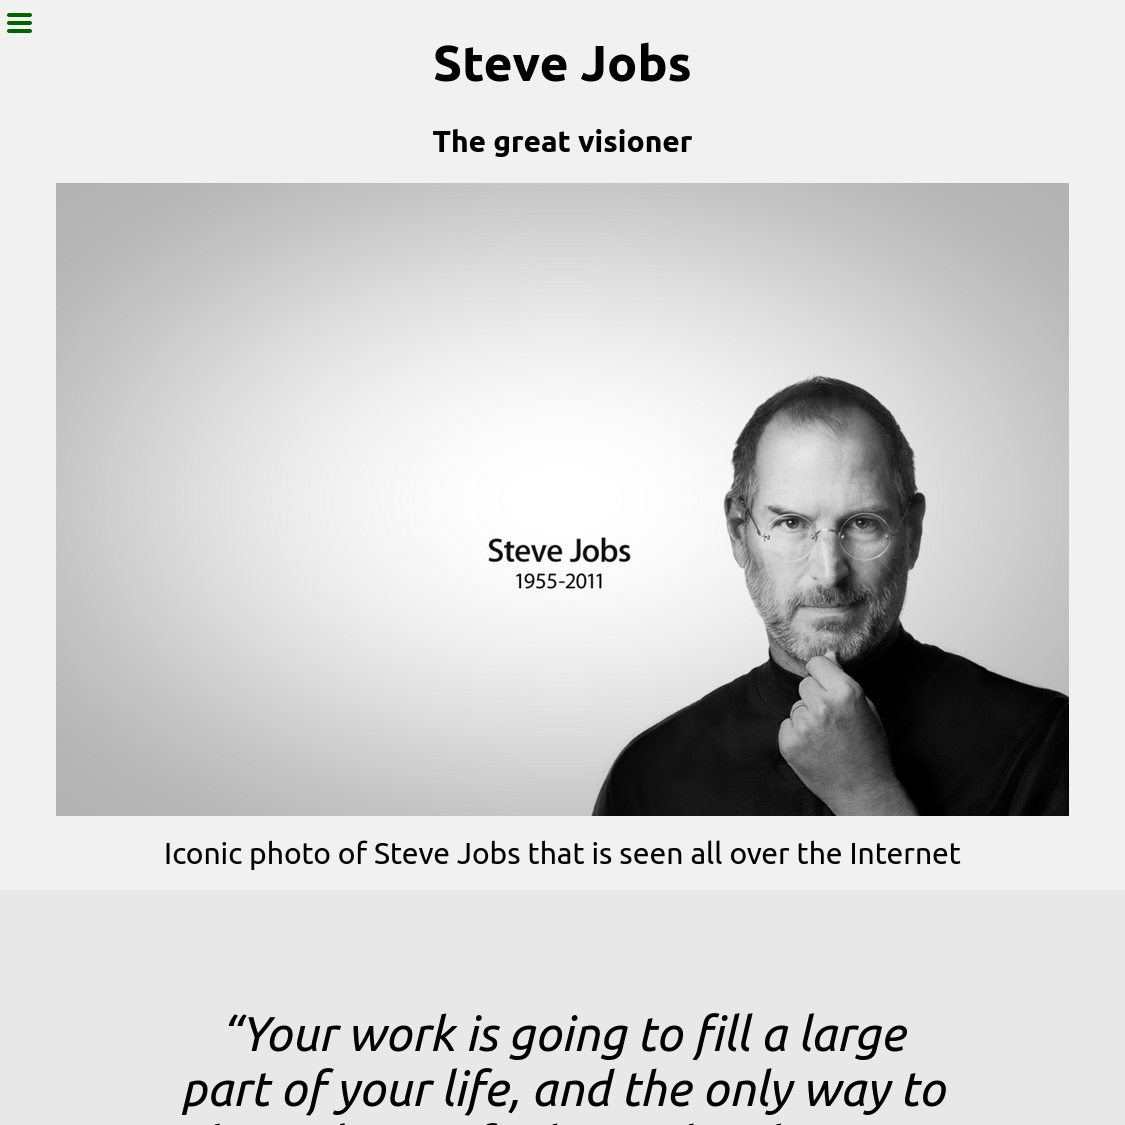 Steve Jobs
The great visioner
Steve Jobs
1955-2011
Iconic photo of Steve Jobs that is seen all over the Internet
“Your work is going to fill a large
part of your life, and the only way to